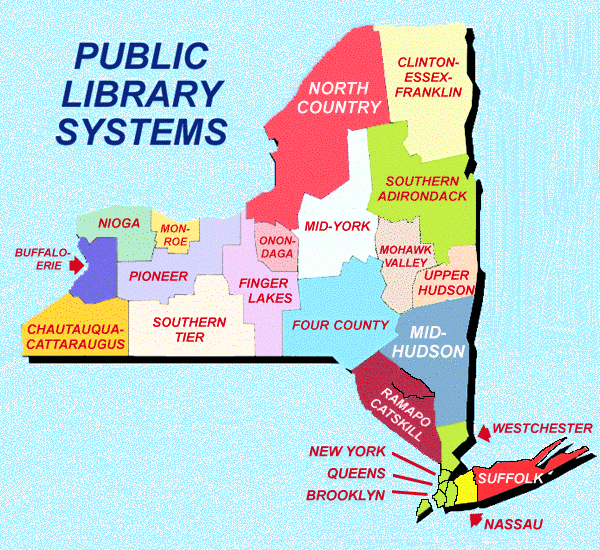 PUBLIC
LIBRARY
SYSTEMS
NORTH
COUNTRY
CLINTON-
ESSEX-
FRANKLIN
SOUTHERN
ADIRONDACK
NIOGA
MON-
ROE
MID-YORK
ONON-
DAGA
MOHAWK
VALLEY
BUFFALO-
ERIE
PIONEER
FINGER
LAKES
UPPER
HUDSON
CHAUTAUQUA-
CATTARAUGUS
SOUTHERN
TIER
FOUR COUNTY
MID-
HUDSON
RAMAPO
CATSKILL
WESTCHESTER
NEW YORK
QUEENS
BROOKLYN
SUFFOLK
NASSAU